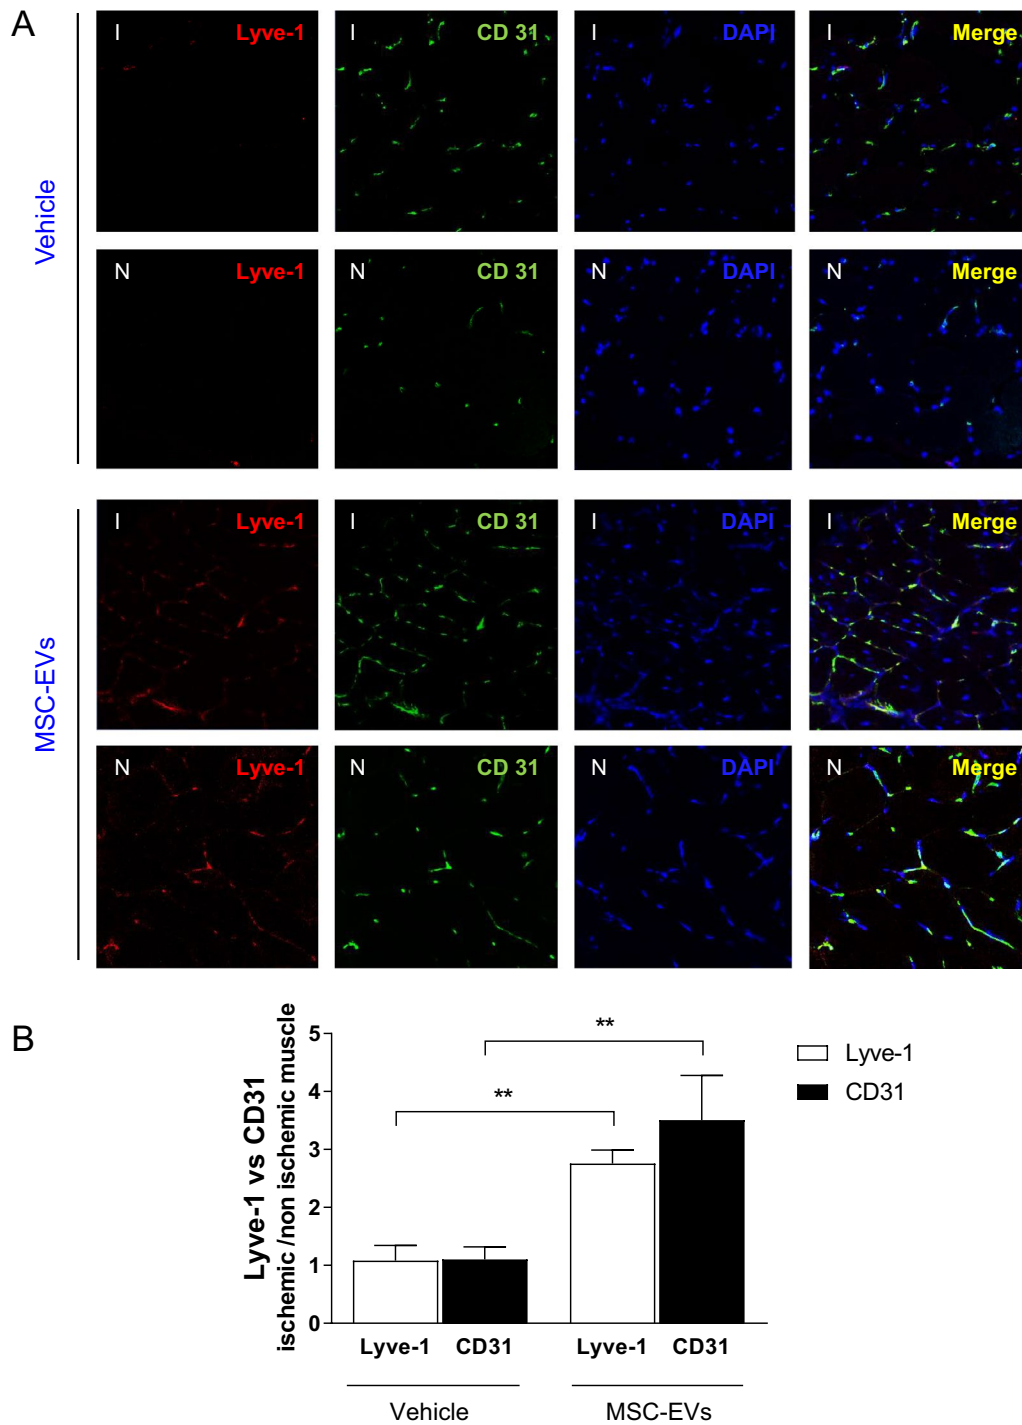 A
I Lyve-1 I CD 31 I DAPI I Merge
Vehicle
N Lyve-1 N CD 31 N DAPI N Merge
I Lyve-1 I CD 31 I DAPI I Merge
MSC-EVs
N Lyve-1 N CD 31 N DAPI N Merge
B
Lyve-1 vs CD31
ischemic /non ischemic muscle
5
4
3
2
1
0
**
**
Lyve-1
CD31
Lyve-1 CD31 Lyve-1 CD31
Vehicle MSC-EVs